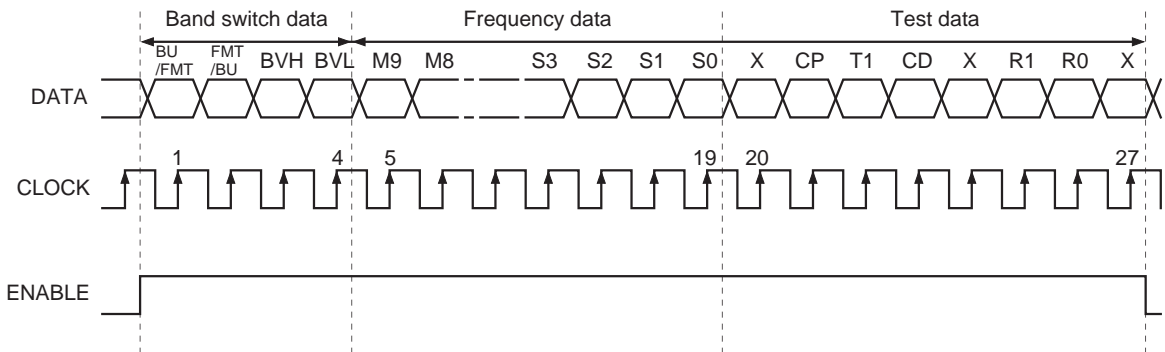 Band switch data Frequency data Test data
BU /FMT FMT /BU BVH BVL M9 M8 S3 S2 S1 S0 X CP T1 CD X R1 R0 X
DATA
1 4 5 19 20 27
CLOCK
ENABLE